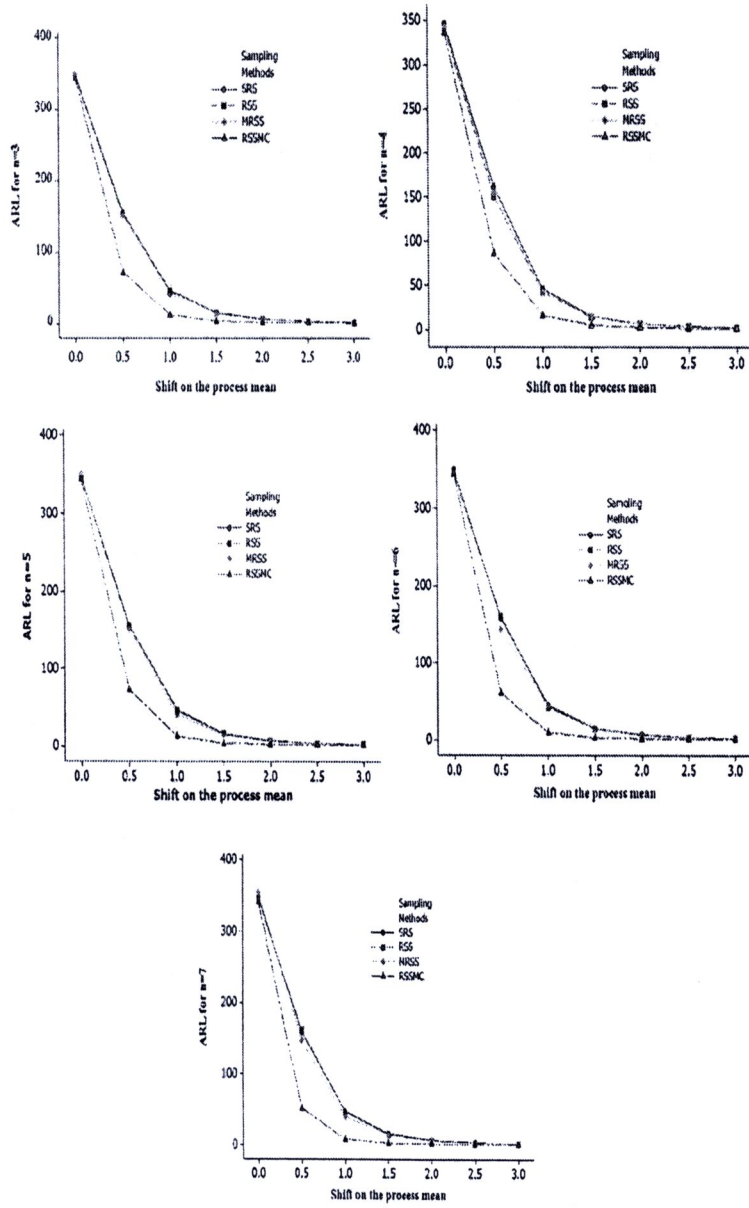 400
300
200
100
0
ARL for n=3
Sampling
Methods
SRS
RSS
MRSS
RSSMC
0.0 0.5 1.0 1.5 2.0 2.5 3.0
Shift on the process mean
350
300
250
200
150
100
50
0
ARL for n=4
Sampling
Methods
SRS
RSS
MRSS
RSSMC
0.0 0.5 1.0 1.5 2.0 2.5 3.0
Shift on the process mean
400
300
200
100
0
ARL for n=5
Sampling
Methods
SRS
RSS
MRSS
RSSMC
0.0 0.5 1.0 1.5 2.0 2.5 3.0
Shift on the process mean
400
300
200
100
0
ARL for n=6
Sampling
Methods
SRS
RSS
MRSS
RSSMC
0.0 0.5 1.0 1.5 2.0 2.5 3.0
Shift on the process mean
400
300
200
100
0
ARL for n=7
Sampling
Methods
SRS
RSS
MRSS
RSSMC
0.0 0.5 1.0 1.5 2.0 2.5 3.0
Shift on the process mean